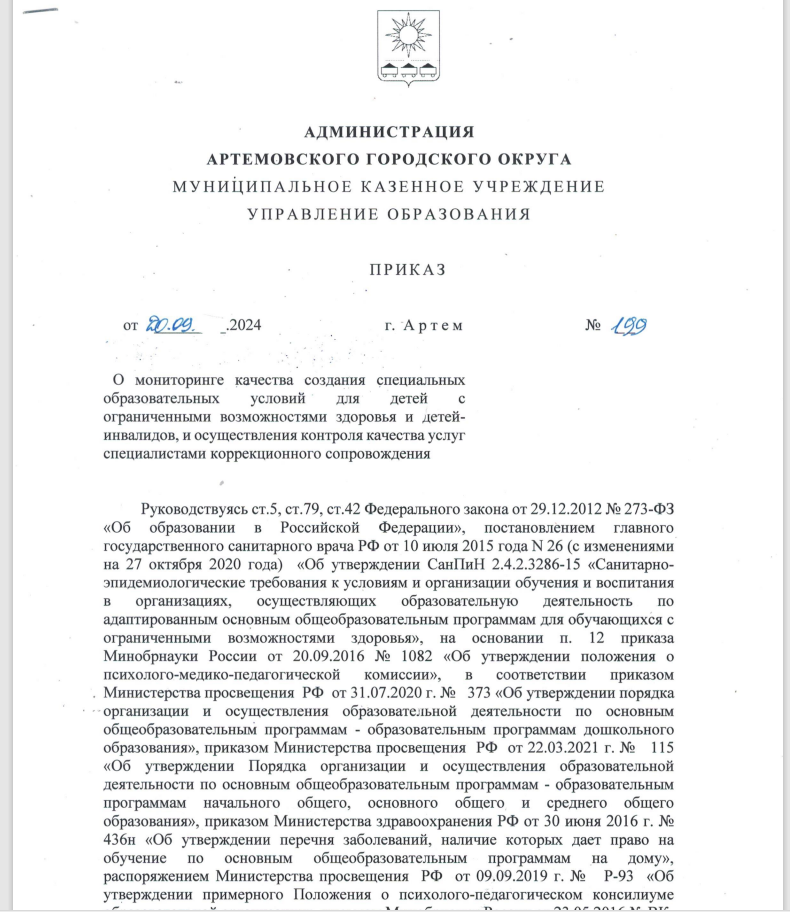 АДМИНИСТРАЦИЯ
АРТЕМОВСКОГО ГОРОДСКОГО ОКРУГА
МУНИЦИПАЛЬНОЕ КАЗЕННОЕ УЧРЕЖДЕНИЕ
УПРАВЛЕНИЕ ОБРАЗОВАНИЯ
ПРИКАЗ
от 20.09. .2024 г. Артем № 199
О мониторинге качества создания специальных
образовательных условий для детей с
ограниченными возможностями здоровья и детей-
инвалидов, и осуществления контроля качества услуг
специалистами коррекционного сопровождения
Руководствуясь ст.5, ст.79, ст.42 Федерального закона от 29.12.2012 № 273-ФЗ
«Об образовании в Российской Федерации», постановлением главного
государственного санитарного врача РФ от 10 июля 2015 года N 26 (с изменениями
на 27 октября 2020 года) «Об утверждении СанПиН 2.4.2.3286-15 «Санитарно-
эпидемиологические требования к условиям и организации обучения и воспитания
в организациях, осуществляющих образовательную деятельность по
адаптированным основным общеобразовательным программам для обучающихся с
ограниченными возможностями здоровья», на основании п. 12 приказа
Минобрнауки России от 20.09.2016 № 1082 «Об утверждении положения о
психолого-медико-педагогической комиссии», в соответствии приказом
Министерства просвещения РФ от 31.07.2020 г. № 373 «Об утверждении порядка
организации и осуществления образовательной деятельности по основным
общеобразовательным программам - образовательным программам дошкольного
образования», приказом Министерства просвещения РФ от 22.03.2021 г. № 115
«Об утверждении Порядка организации и осуществления образовательной
деятельности по основным общеобразовательным программам - образовательным
программам начального общего, основного общего и среднего общего
образования», приказом Министерства здравоохранения РФ от 30 июня 2016 г. №
436н «Об утверждении перечня заболеваний, наличие которых дает право на
обучение по основным общеобразовательным программам на дому»,
распоряжением Министерства просвещения РФ от 09.09.2019 г. № Р-93 «Об
утверждении примерного Положения о психолого-педагогическом консилиуме